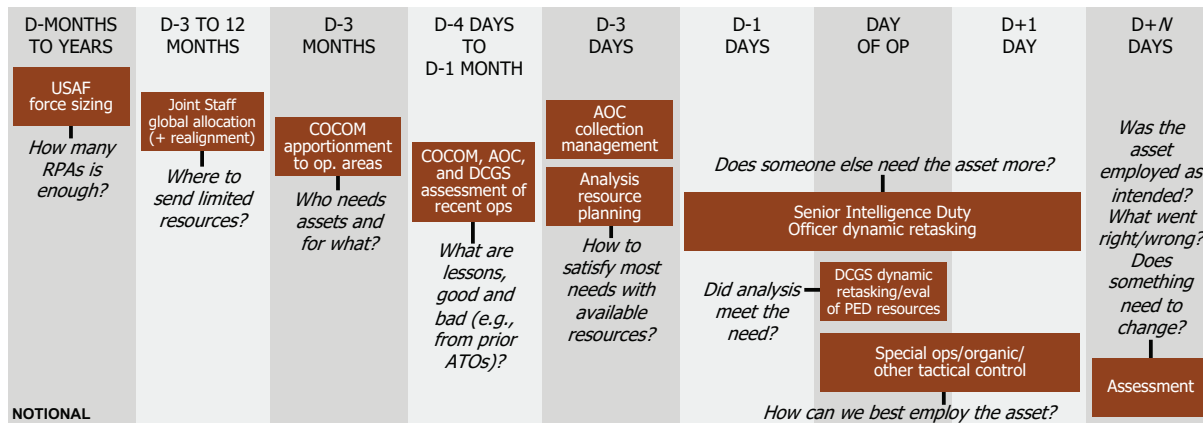 D-MONTHS
TO YEARS
D-3 TO 12
MONTHS
D-3
MONTHS
D-4 DAYS
TO
D-1 MONTH
D-3
DAYS
D-1
DAYS
DAY
OF OP
D+1
DAY
D+N
DAYS
USAF
force sizing
How many
RPAs is
enough?
Joint Staff
global allocation
(+ realignment)
Where to
send limited
resources?
COCOM
apportionment
to op. areas
Who needs
assets and
for what?
COCOM, AOC,
and DCGS
assessment of
recent ops
What are
lessons,
good and
bad (e.g.,
from prior
ATOs)?
AOC
collection
management
Analysis
resource
planning
How to
satisfy most
needs with
available
resources?
Does someone else need the asset more?
Senior Intelligence Duty
Officer dynamic retasking
Did analysis
meet the
need?
DCGS dynamic
retasking/eval
of PED resources
Special ops/organic/
other tactical control
How can we best employ the asset?
Was the
asset
employed as
intended?
What went
right/wrong?
Does
something
need to
change?
Assessment
NOTIONAL